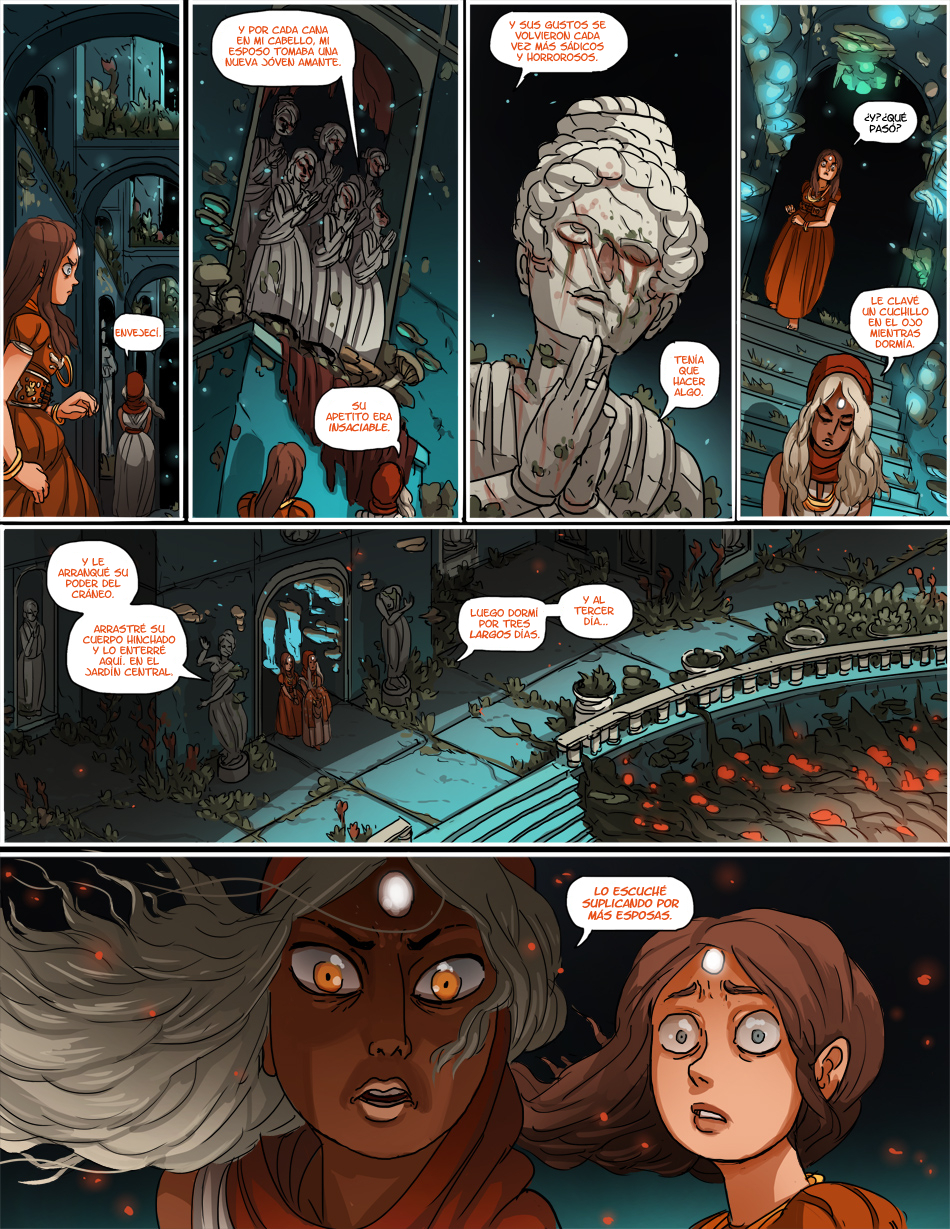 ENVEJECÍ.
Y POR CADA CANA
EN MI CABELLO, MI
ESPOSO TOMABA UNA
NUEVA JÓVEN AMANTE.
SU
APETITO ERA
INSACIABLE.
Y SUS GUSTOS SE
VOLVIERON CADA
VEZ MÁS SÁDICOS
Y HORROROSOS.
TENÍA
QUE
HACER
ALGO.
¿Y?¿QUÉ
PASÓ?
LE CLAVÉ
UN CUCHILLO
EN EL OJO
MIENTRAS
DORMÍA.
Y LE
ARRANQUÉ SU
PODER DEL
CRÁNEO.
ARRASTRÉ SU
CUERPO HINCHADO
Y LO ENTERRÉ
AQUÍ. EN EL
JARDÍN CENTRAL.
LUEGO DORMÍ
POR TRES
LARGOS DÍAS.
Y AL
TERCER
DÍA...
LO ESCUCHÉ
SUPLICANDO POR
MÁS ESPOSAS.